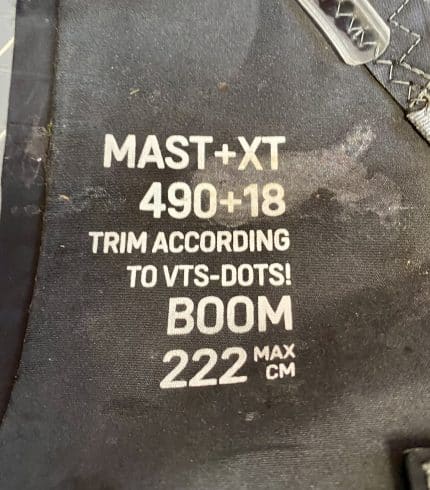 MAST+XT
490+18
TRIM ACCORDING
TO VTS-DOTS!
BOOM
222 MAX CM